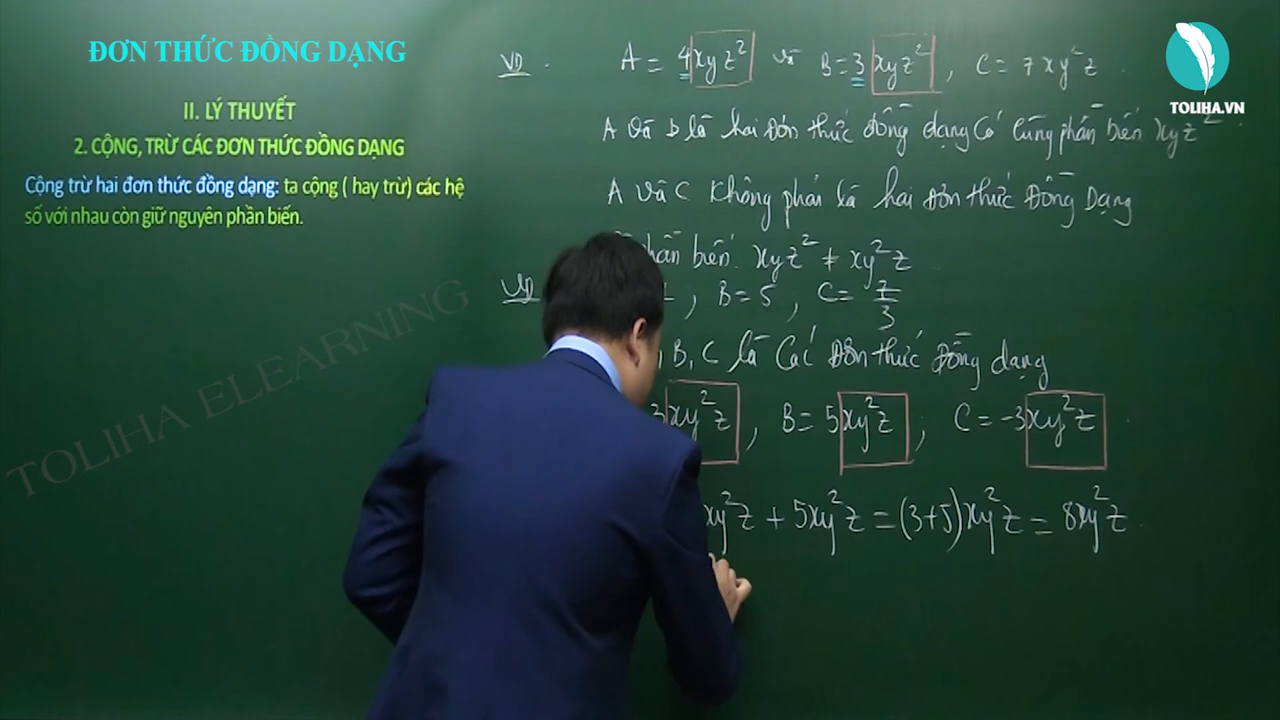 ĐƠN THỨC ĐỒNG DẠNG
II. LÝ THUYẾT
2. CỘNG, TRỪ CÁC ĐƠN THỨC ĐỒNG DẠNG
Cộng trừ hai đơn thức đồng dạng: ta cộng ( hay trừ) các hệ
số với nhau còn giữ nguyên phần biến.
TOLIHA ELEARNING
TOLIHA.VN
VD. A = 4xyz² và B = 3xyz², C = 7xy²z
A và B là hai đơn thức đồng dạng có cùng phần biến xyz²
A và C không phải là hai đơn thức đồng dạng
phần biến xyz² ≠ xy²z
VD , B = 5, C = 7/3
, B, C là các đơn thức đồng dạng
3xy²z, B = 5xy²z; C = -3xy²z
xy²z + 5xy²z = (3+5)xy²z = 8xy²z